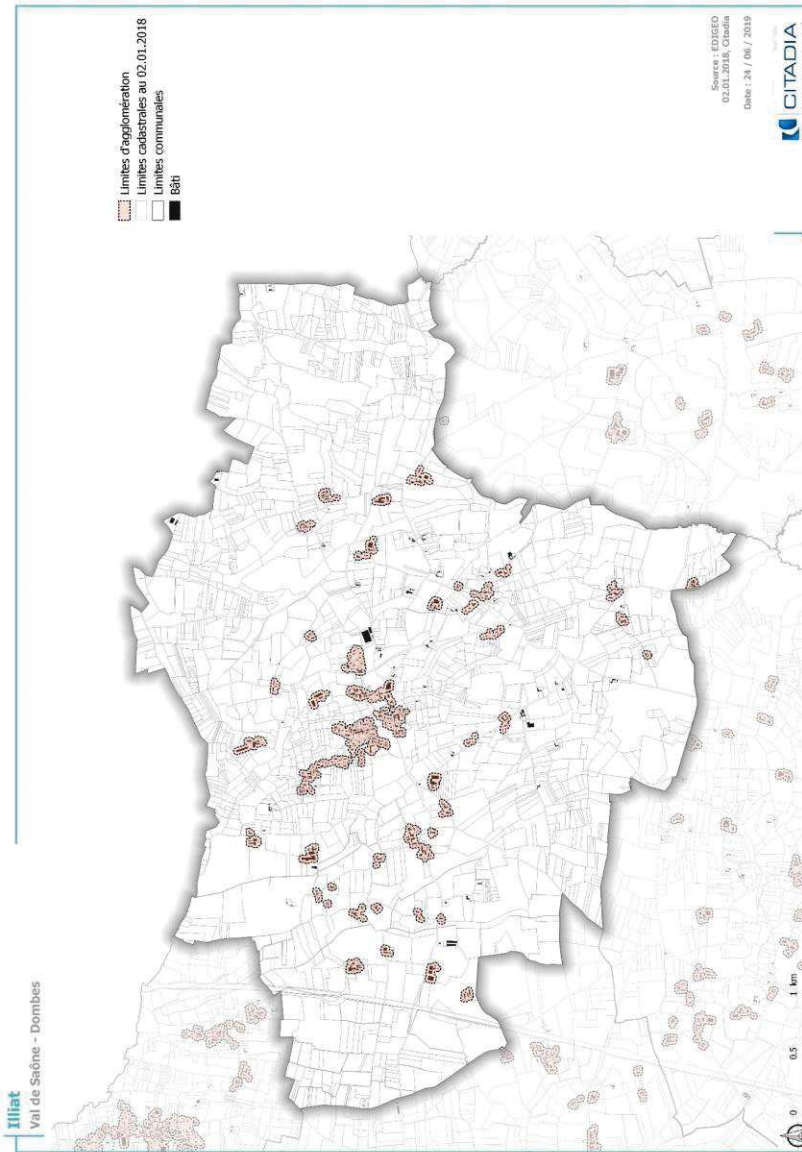 Illiat
Val de Saône - Dombes
Limites d'agglomération
Limites cadastrales au 02.01.2018
Limites communales
Bâti
0 0.5 1 km
Source : EDIGEO
02.01.2018, Citadia
Date : 24 / 06 / 2019
CITADIA